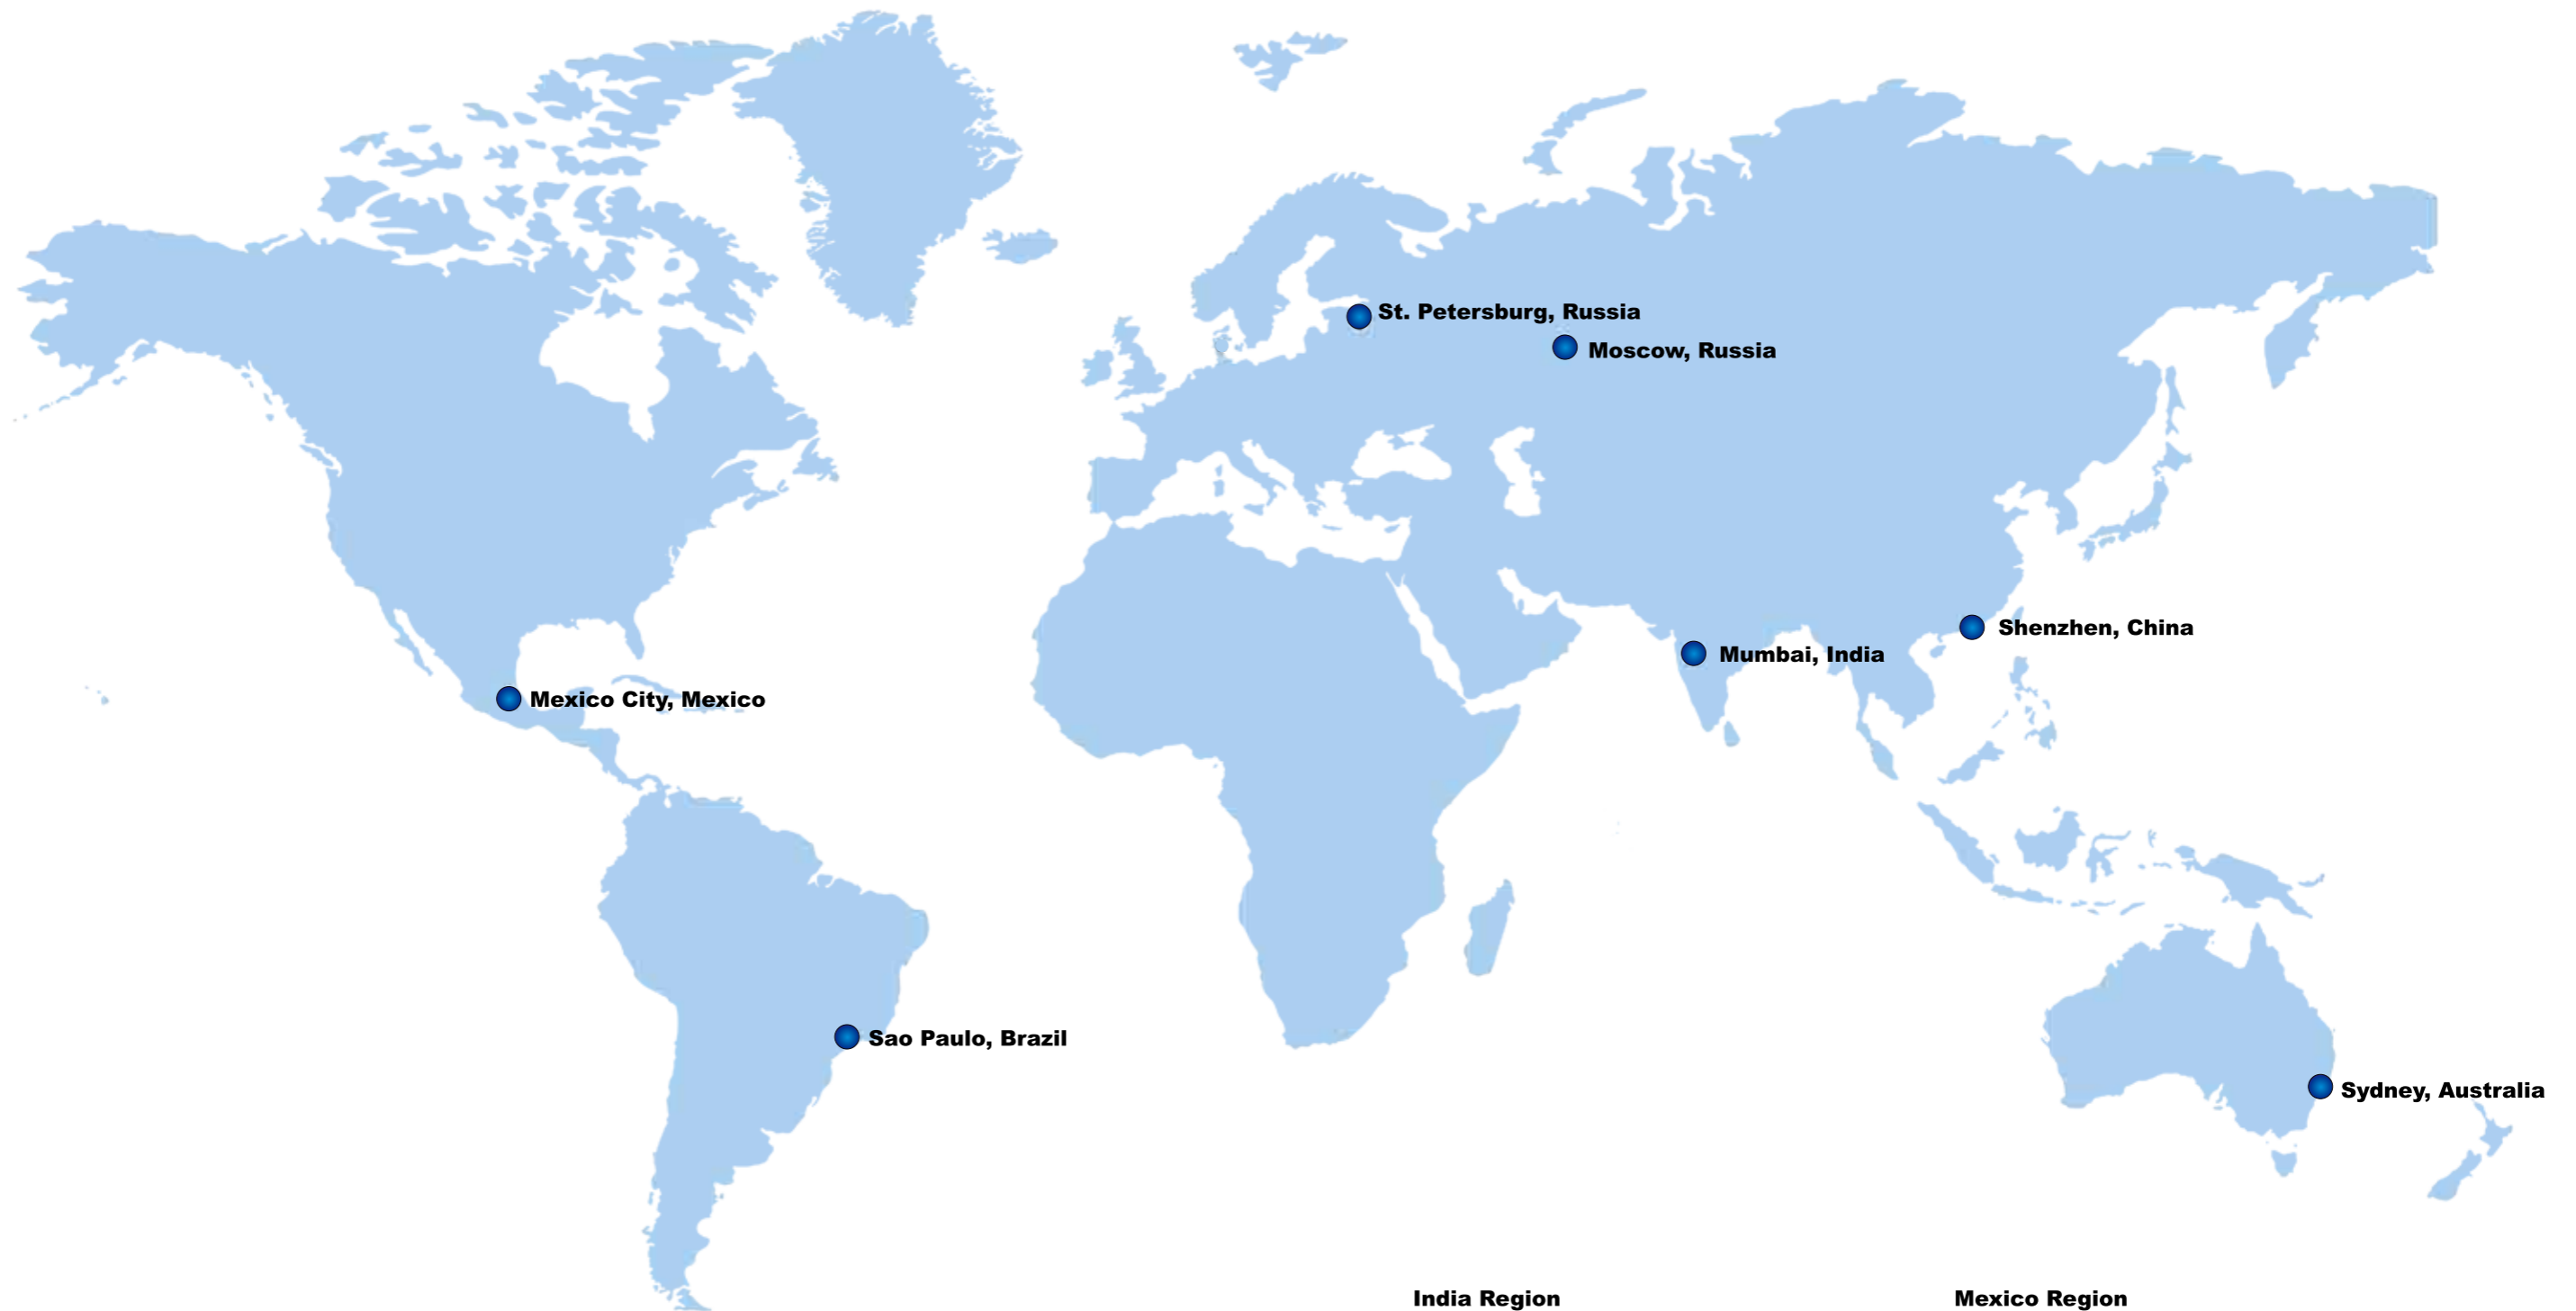 St. Petersburg, Russia
Moscow, Russia
Shenzhen, China
Mumbai, India
Mexico City, Mexico
Sao Paulo, Brazil
Sydney, Australia
India Region
Mexico Region